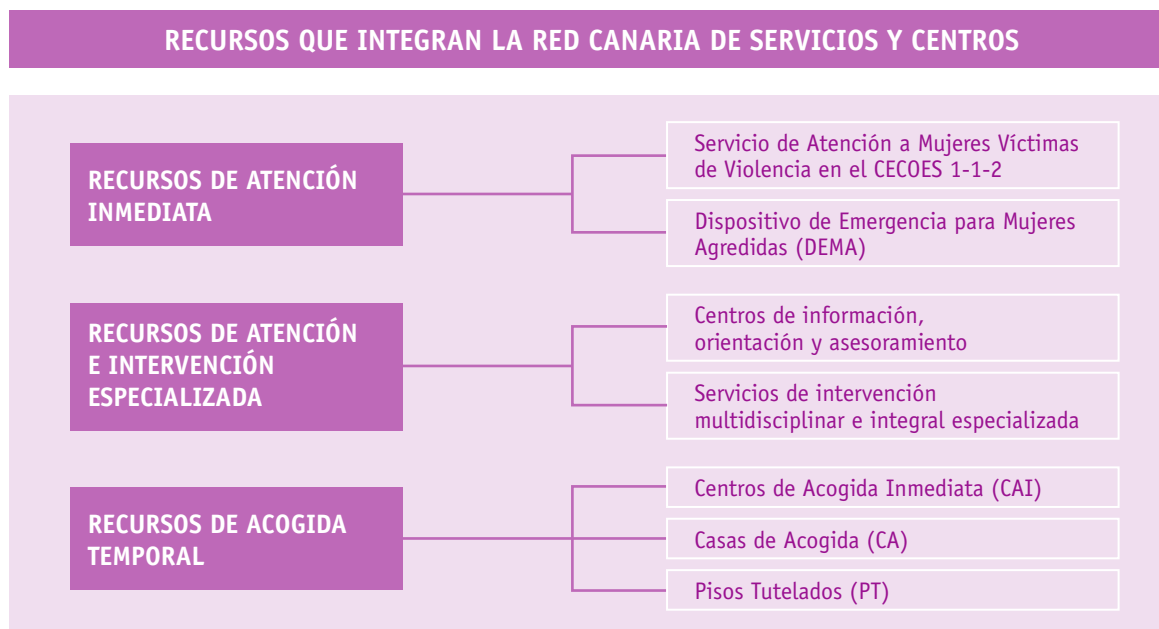 RECURSOS QUE INTEGRAN LA RED CANARIA DE SERVICIOS Y CENTROS
RECURSOS DE ATENCIÓN
INMEDIATA
Servicio de Atención a Mujeres Víctimas
de Violencia en el CECOES 1-1-2
Dispositivo de Emergencia para Mujeres
Agredidas (DEMA)
RECURSOS DE ATENCIÓN
E INTERVENCIÓN
ESPECIALIZADA
Centros de información,
orientación y asesoramiento
Servicios de intervención
multidisciplinar e integral especializada
RECURSOS DE ACOGIDA
TEMPORAL
Centros de Acogida Inmediata (CAI)
Casas de Acogida (CA)
Pisos Tutelados (PT)